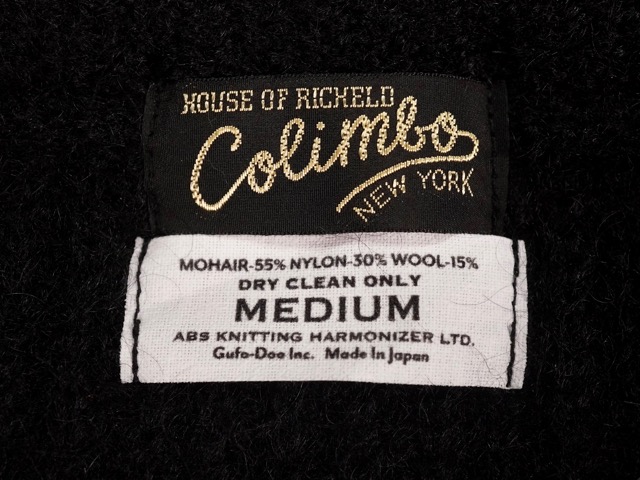 HOUSE OF RICHELD
Colimbo
NEW YORK
MOHAIR-55% NYLON-30% WOOL-15%
DRY CLEAN ONLY
MEDIUM
ABS KNITTING HARMONIZER LTD.
Gufo-Doo Inc. Made In Japan